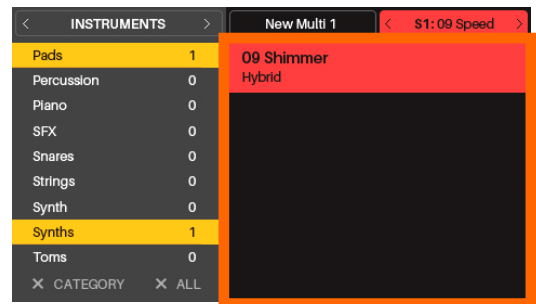 INSTRUMENTS
New Multi 1
S1: 09 Speed
Pads 1
Percussion 0
Piano 0
SFX 0
Snares 0
Strings 0
Synth 0
Synths 1
Toms 0
× CATEGORY × ALL
09 Shimmer
Hybrid